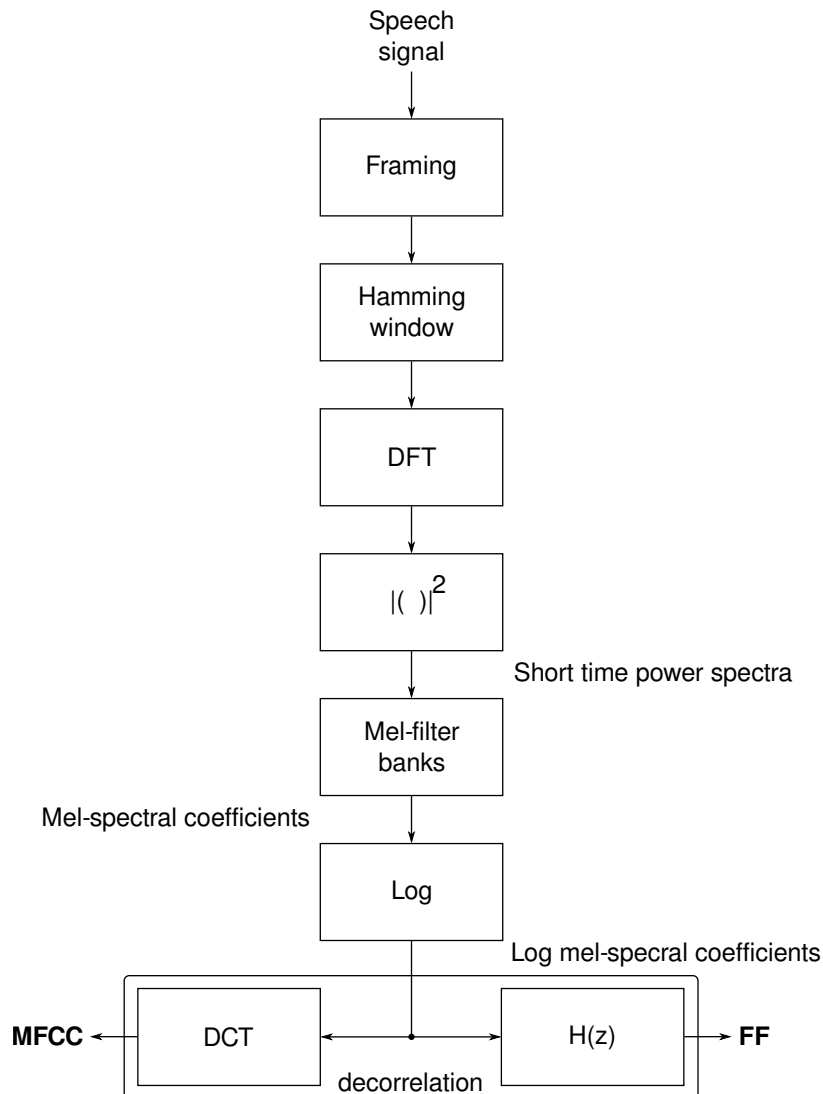 Speech
signal
Framing
Hamming
window
DFT
|( )|²
Short time power spectra
Mel-filter
banks
Mel-spectral coefficients
Log
Log mel-specral coefficients
MFCC
DCT
H(z)
FF
decorrelation